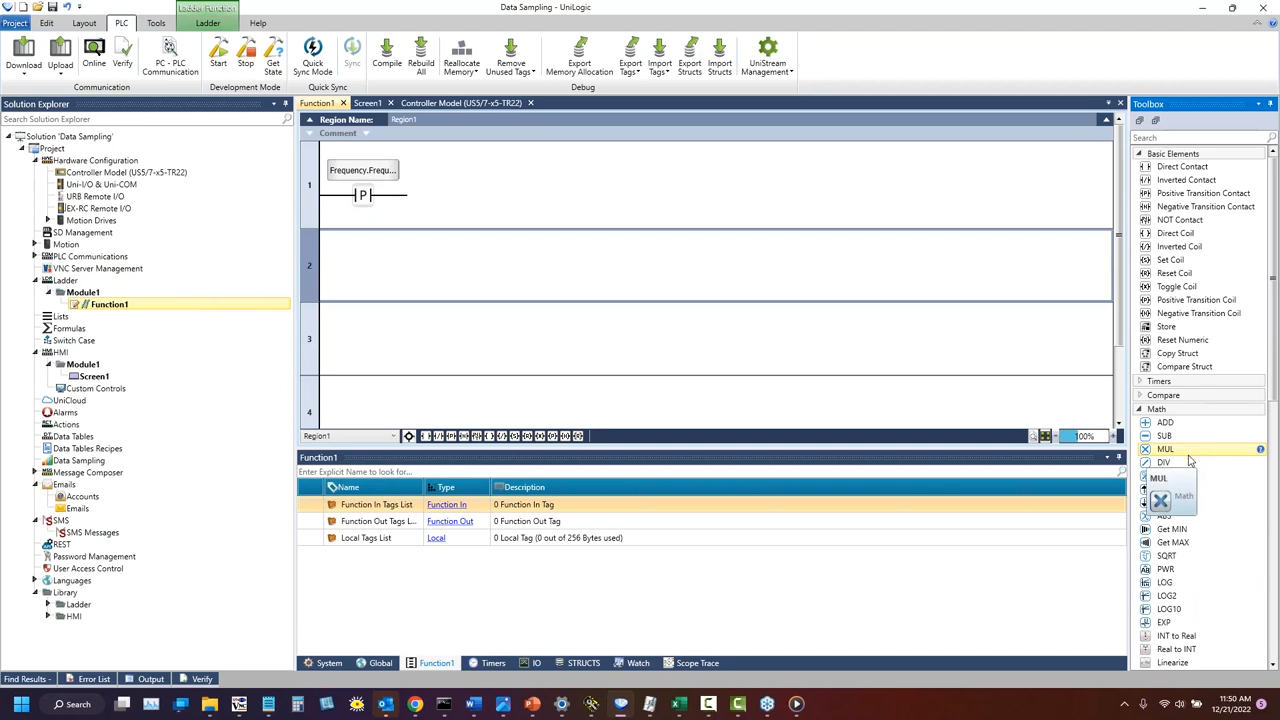 Data Sampling - UniLogic
Ladder Function
Project Edit Layout PLC Tools Ladder Help
Download Upload Online Verify PC - PLC Communication
Communication
Start Stop Get State
Development Mode
Quick Sync Mode Sync
Quick Sync
Compile Rebuild All Reallocate Memory Remove Unused Tags Export Memory Allocation Export Tags Import Tags Export Structs Import Structs UniStream Management
Debug
Solution Explorer
Search Solution Explorer
Solution 'Data Sampling'
Project
Hardware Configuration
Controller Model (US5/7-x5-TR22)
Uni-I/O & Uni-COM
URB Remote I/O
EX-RC Remote I/O
Motion Drives
SD Management
Motion
PLC Communications
VNC Server Management
Ladder
Module1
Function1
Lists
Formulas
Switch Case
HMI
Module1
Screen1
Custom Controls
UniCloud
Alarms
Actions
Data Tables
Data Tables Recipes
Data Sampling
Message Composer
Emails
Accounts
Emails
SMS
SMS Messages
REST
Password Management
User Access Control
Languages
Library
Ladder
HMI
Function1 Screen1 Controller Model (US5/7-x5-TR22)
Region Name: Region1
Comment
Frequency.Frequ...
1
P
2
3
4
Region1
100%
Function1
Enter Explicit Name to look for...
Name Type Description
Function In Tags List Function In 0 Function In Tag
Function Out Tags L... Function Out 0 Function Out Tag
Local Tags List Local 0 Local Tag (0 out of 256 Bytes used)
System Global Function1 Timers IO STRUCTS Watch Scope Trace
Toolbox
Search
Basic Elements
Direct Contact
Inverted Contact
Positive Transition Contact
Negative Transition Contact
NOT Contact
Direct Coil
Inverted Coil
Set Coil
Reset Coil
Toggle Coil
Positive Transition Coil
Negative Transition Coil
Store
Reset Numeric
Copy Struct
Compare Struct
Timers
Compare
Math
ADD
SUB
MUL
DIV
MUL
Math
Get MIN
Get MAX
SQRT
PWR
LOG
LOG2
LOG10
EXP
INT to Real
Real to INT
Linearize
Find Results - Error List Output Verify
Search
11:50 AM
12/21/2022